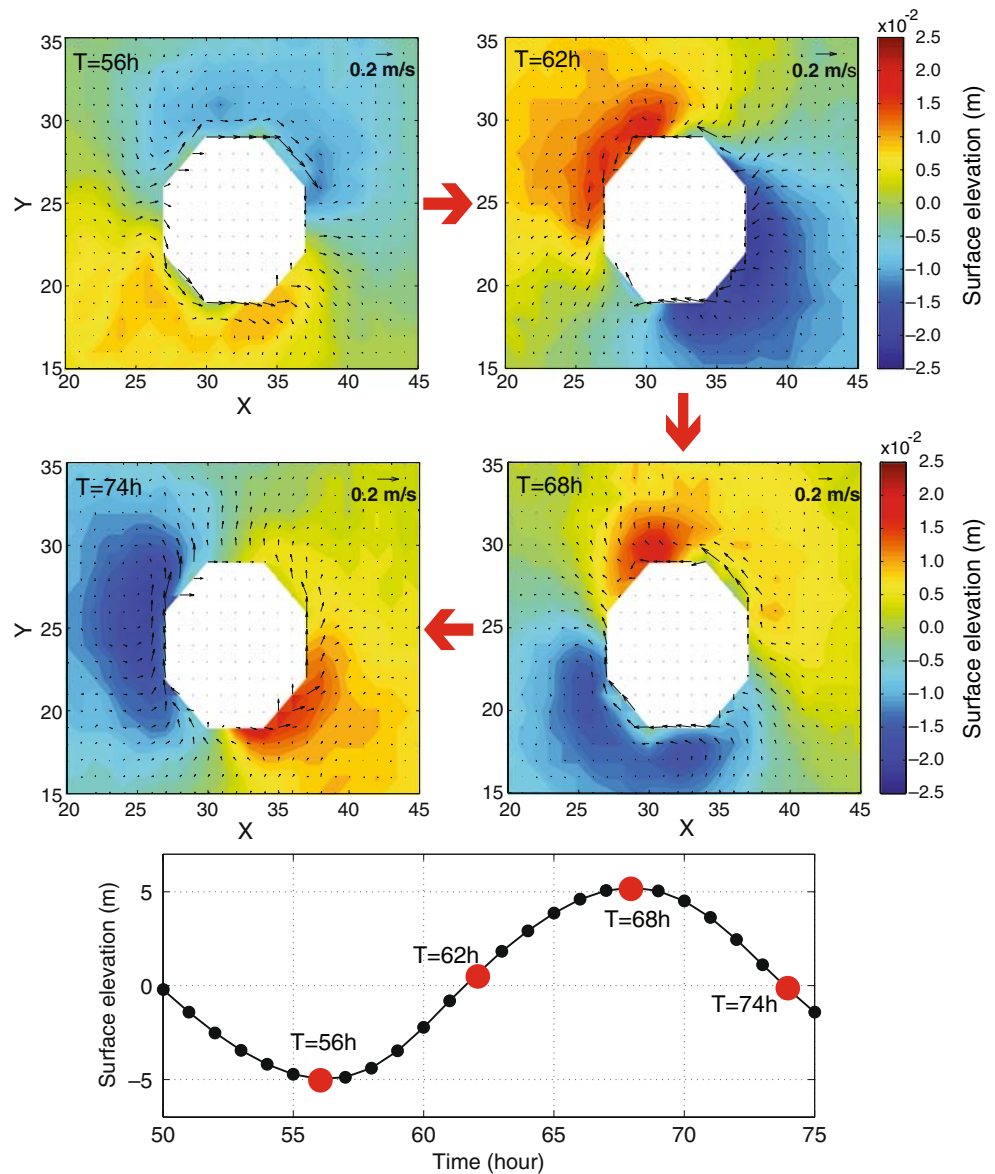 x10⁻²
35
T=56h
0.2 m/s
30
25
Y
20
15
20 25 30 35 40 45
X
35
T=62h
0.2 m/s
30
25
20
15
20 25 30 35 40 45
2.5
2.0
1.5
1.0
0.5
0.0
−0.5
−1.0
−1.5
−2.0
−2.5
Surface elevation (m)
35
T=74h
0.2 m/s
30
Y
25
20
15
20 25 30 35 40 45
X
35
T=68h
0.2 m/s
30
25
20
15
20 25 30 35 40 45
X
x10⁻²
2.5
2.0
1.5
1.0
0.5
0.0
−0.5
−1.0
−1.5
−2.0
−2.5
Surface elevation (m)
Surface elevation (m)
5
0
−5
T=56h
T=62h
T=68h
T=74h
50 55 60 65 70 75
Time (hour)